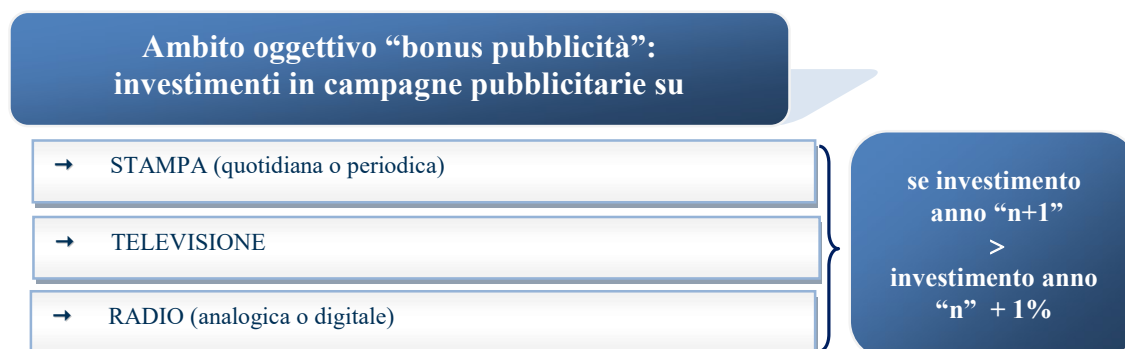 Ambito oggettivo “bonus pubblicità”:
investimenti in campagne pubblicitarie su
→ STAMPA (quotidiana o periodica)
→ TELEVISIONE
→ RADIO (analogica o digitale)
se investimento
anno “n+1”
>
investimento anno
“n” + 1%